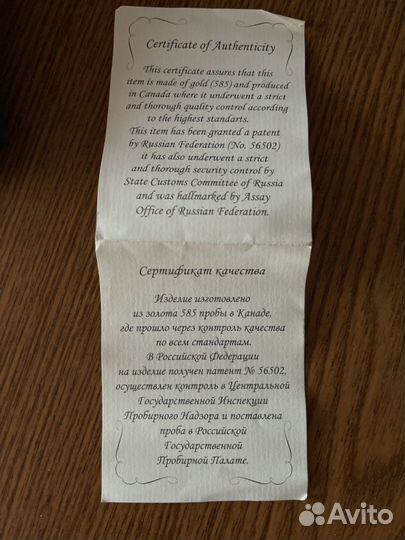 Certificate of Authenticity
This certificate assures that this
item is made of gold (585) and produced
in Canada where it underwent a strict
and thorough quality control according
to the highest standarts.
This item has been granted a patent
by Russian Federation (No. 56502)
it has also underwent a strict
and thorough security control by
State Customs Committee of Russia
and was hallmarked by Assay
Office of Russian Federation.
Сертификат качества
Изделие изготовлено
из золота 585 пробы в Канаде,
где прошло через контроль качества
по всем стандартам.
В Российской Федерации
на изделие получен патент № 56502,
осуществлен контроль в Центральной
Государственной Инспекции
Пробирного Надзора и поставлена
проба в Российской
Государственной
Пробирной Палате.
Avito